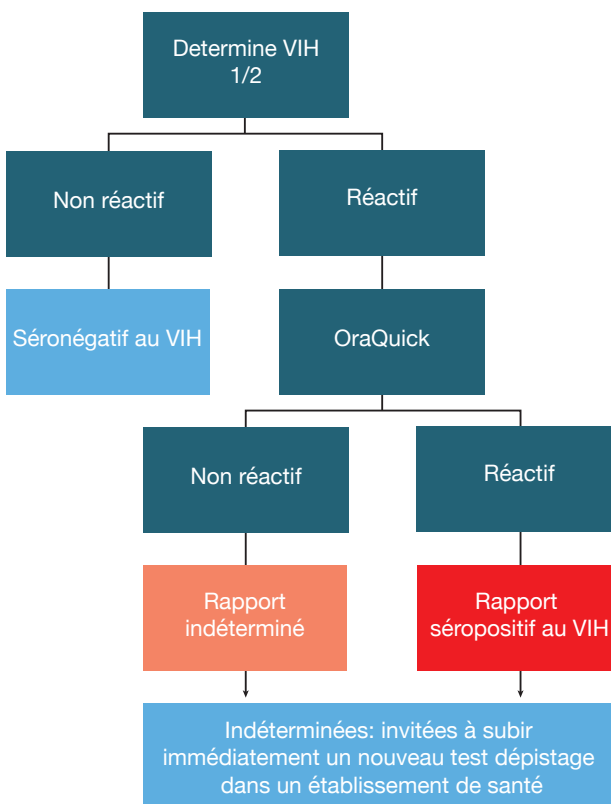 Determine VIH
1/2
Non réactif
Réactif
Séronégatif au VIH
OraQuick
Non réactif
Réactif
Rapport
indéterminé
Rapport
séropositif au VIH
Indéterminées: invitées à subir
immédiatement un nouveau test dépistage
dans un établissement de santé